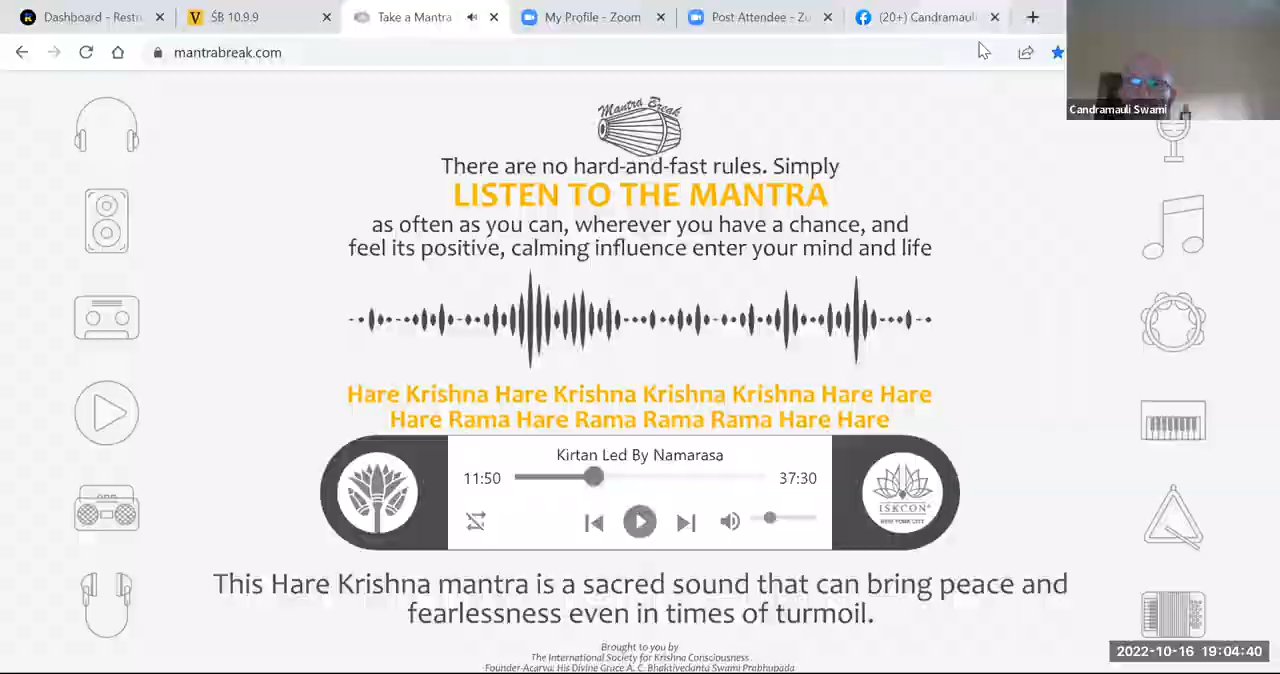 Dashboard - Restr
ŚB 10.9.9
Take a Mantra
My Profile - Zoom
Post Attendee - Zo
(20+) Candramauli
mantrabreak.com
Candramauli Swami
Mantra Break
There are no hard-and-fast rules. Simply
LISTEN TO THE MANTRA
as often as you can, wherever you have a chance, and
feel its positive, calming influence enter your mind and life
Hare Krishna Hare Krishna Krishna Krishna Hare Hare
Hare Rama Hare Rama Rama Rama Hare Hare
Kirtan Led By Namarasa
11:50
37:30
ISKCON
NEW YORK CITY
This Hare Krishna mantra is a sacred sound that can bring peace and
fearlessness even in times of turmoil.
Brought to you by
The International Society for Krishna Consciousness
Founder-Acarya: His Divine Grace A. C. Bhaktivedanta Swami Prabhupada
2022-10-16 19:04:40